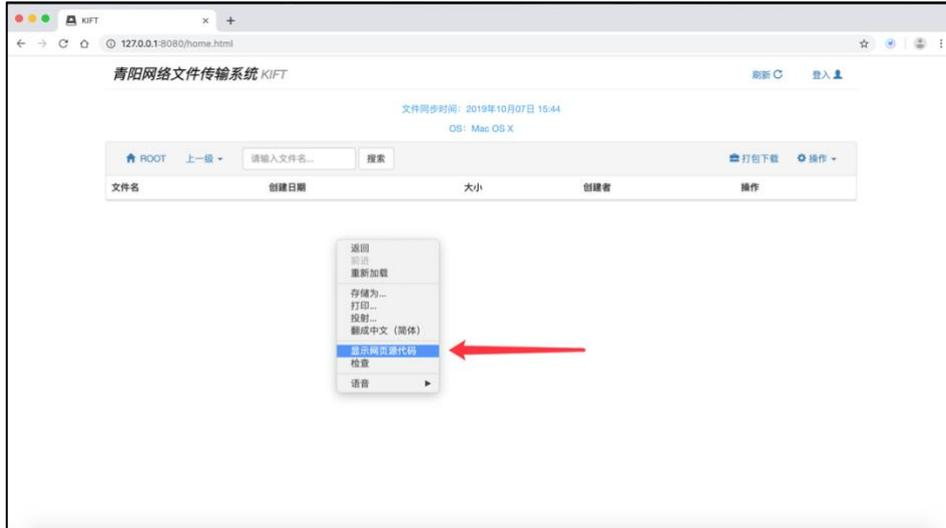 KIFT
127.0.0.1:8080/home.html
青阳网络文件传输系统 KIFT 刷新 登入
文件同步时间：2019年10月07日 15:44
OS：Mac OS X
ROOT 上一级 请输入文件名... 搜索 打包下载 操作
文件名 创建日期 大小 创建者 操作
返回
前进
重新加载
存储为...
打印...
投射...
翻成中文（简体）
显示网页源代码
检查
语音